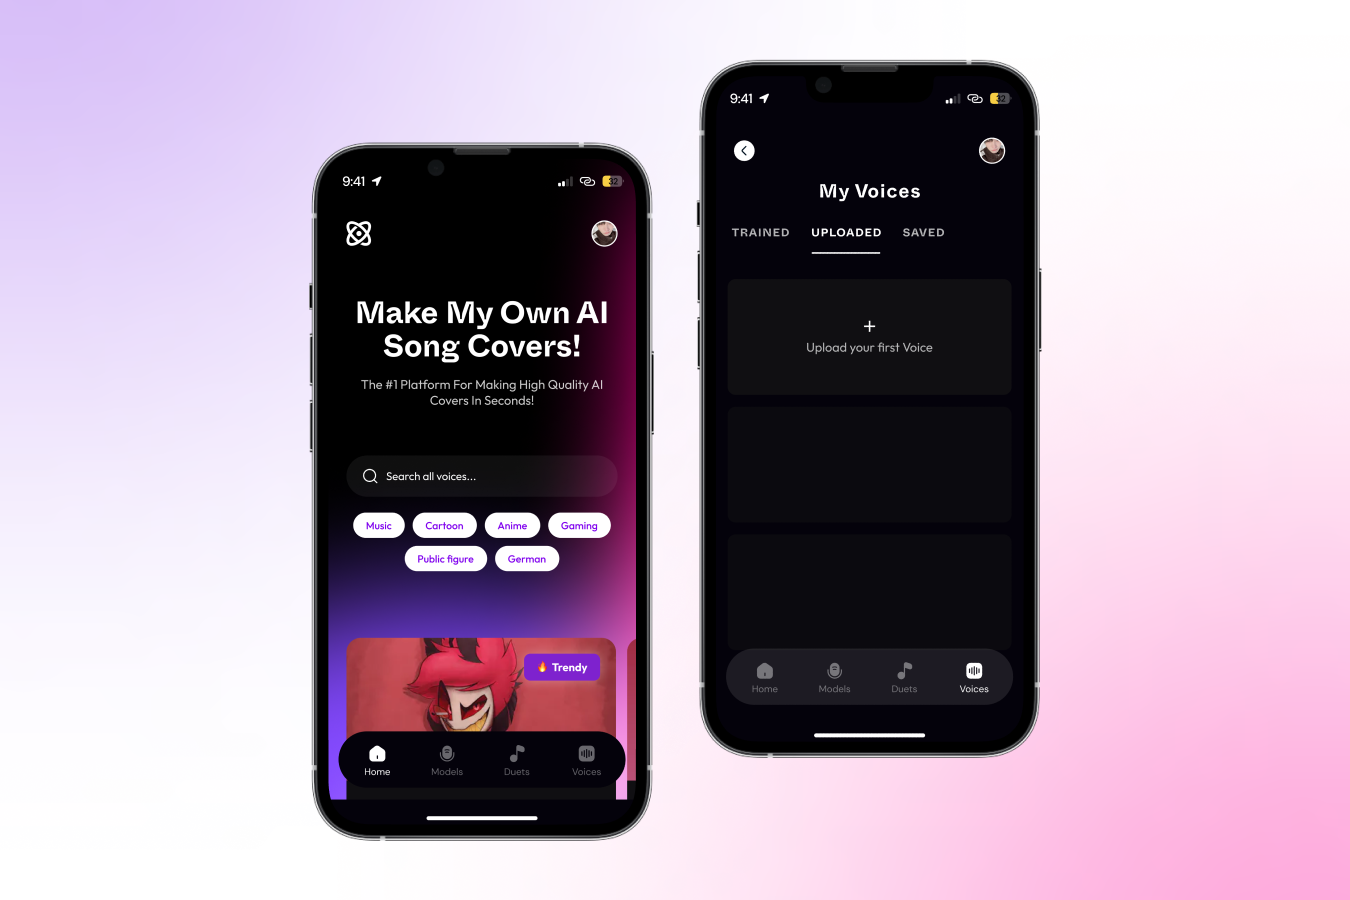 9:41
32
Make My Own AI
Song Covers!
The #1 Platform For Making High Quality AI
Covers In Seconds!
Search all voices...
Music Cartoon Anime Gaming
Public figure German
Trendy
Home Models Duets Voices
9:41
32
My Voices
TRAINED UPLOADED SAVED
+
Upload your first Voice
Home Models Duets Voices